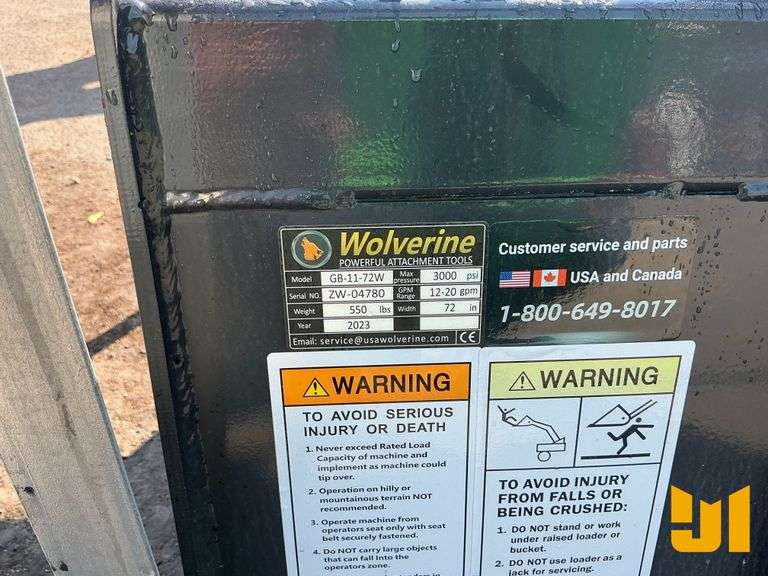 Wolverine
POWERFUL ATTACHMENT TOOLS
Model GB-11-72W Max pressure 3000 psi
Serial NO. ZW-04780 GPM Range 12-20 gpm
Weight 550 lbs Width 72 in
Year 2023
Email: service@usawolverine.com CE
Customer service and parts
USA and Canada
1-800-649-8017
WARNING
TO AVOID SERIOUS
INJURY OR DEATH
1. Never exceed Rated Load
Capacity of machine and
implement as machine could
tip over.
2. Operation on hilly or
mountainous terrain NOT
recommended.
3. Operate machine from
operators seat only with seat
belt securely fastened.
4. Do NOT carry large objects
that can fall into the
operators zone.
WARNING
TO AVOID INJURY
FROM FALLS OR
BEING CRUSHED:
1. DO NOT stand or work
under raised loader or
bucket.
2. DO NOT use loader as a
jack for servicing.